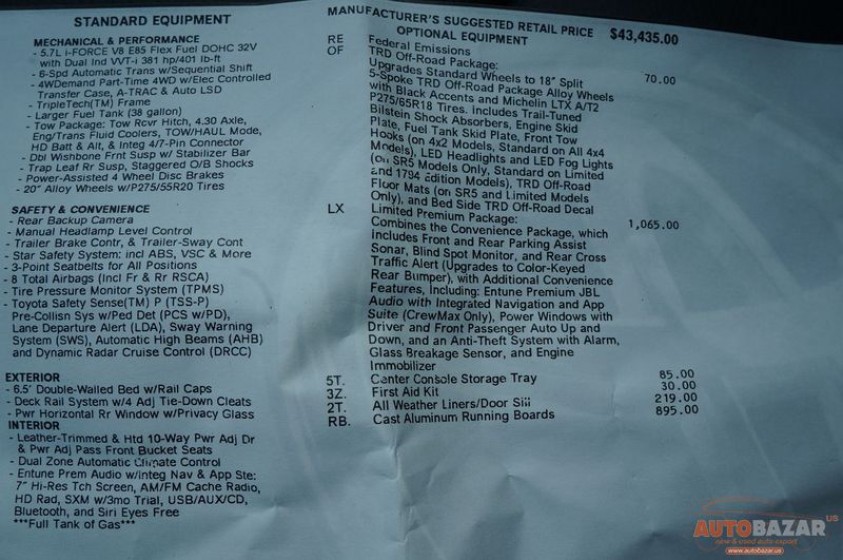 STANDARD EQUIPMENT
MECHANICAL & PERFORMANCE
- 5.7L i-FORCE V8 E85 Flex Fuel DOHC 32V
with Dual Ind VVT-i 381 hp/401 lb-ft
- 6-Spd Automatic Trans w/Sequential Shift
- 4WDemand Part-Time 4WD w/Elec Controlled
Transfer Case, A-TRAC & Auto LSD
- TripleTech(TM) Frame
- Larger Fuel Tank (38 gallon)
- Tow Package: Tow Rcvr Hitch, 4.30 Axle,
Eng/Trans Fluid Coolers, TOW/HAUL Mode,
HD Batt & Alt, & Integ 4/7-Pin Connector
- Dbl Wishbone Frnt Susp w/ Stabilizer Bar
- Trap Leaf Rr Susp, Staggered O/B Shocks
- Power-Assisted 4 Wheel Disc Brakes
- 20" Alloy Wheels w/P275/55R20 Tires
SAFETY & CONVENIENCE
- Rear Backup Camera
- Manual Headlamp Level Control
- Trailer Brake Contr, & Trailer-Sway Cont
- Star Safety System: incl ABS, VSC & More
- 3-Point Seatbelts for All Positions
- 8 Total Airbags (Incl Fr & Rr RSCA)
- Tire Pressure Monitor System (TPMS)
- Toyota Safety Sense(TM) P (TSS-P)
Pre-Collisn Sys w/Ped Det (PCS w/PD),
Lane Departure Alert (LDA), Sway Warning
System (SWS), Automatic High Beams (AHB)
and Dynamic Radar Cruise Control (DRCC)
EXTERIOR
- 6.5' Double-Walled Bed w/Rail Caps
- Deck Rail System w/4 Adj Tie-Down Cleats
- Pwr Horizontal Rr Window w/Privacy Glass
INTERIOR
- Leather-Trimmed & Htd 10-Way Pwr Adj Dr
& Pwr Adj Pass Front Bucket Seats
- Dual Zone Automatic Climate Control
- Entune Prem Audio w/Integ Nav & App Ste:
7" Hi-Res Tch Screen, AM/FM Cache Radio,
HD Rad, SXM w/3mo Trial, USB/AUX/CD,
Bluetooth, and Siri Eyes Free
***Full Tank of Gas***
MANUFACTURER'S SUGGESTED RETAIL PRICE $43,435.00
OPTIONAL EQUIPMENT
RE Federal Emissions
OF TRD Off-Road Package: 70.00
Upgrades Standard Wheels to 18" Split
5-Spoke TRD Off-Road Package Alloy Wheels
with Black Accents and Michelin LTX A/T2
P275/65R18 Tires. Includes Trail-Tuned
Bilstein Shock Absorbers, Engine Skid
Plate, Fuel Tank Skid Plate, Front Tow
Hooks (on 4x2 Models, Standard on All 4x4
Models), LED Headlights and LED Fog Lights
(on SR5 Models Only, Standard on Limited
and 1794 Edition Models), TRD Off-Road
Floor Mats (on SR5 and Limited Models
Only), and Bed Side TRD Off-Road Decal
LX Limited Premium Package: 1,065.00
Combines the Convenience Package, which
includes Front and Rear Parking Assist
Sonar, Blind Spot Monitor, and Rear Cross
Traffic Alert (Upgrades to Color-Keyed
Rear Bumper), with Additional Convenience
Features, Including: Entune Premium JBL
Audio with Integrated Navigation and App
Suite (CrewMax Only), Power Windows with
Driver and Front Passenger Auto Up and
Down, and an Anti-Theft System with Alarm,
Glass Breakage Sensor, and Engine
Immobilizer
5T. Center Console Storage Tray 85.00
3Z. First Aid Kit 30.00
2T. All Weather Liners/Door Sill 219.00
RB. Cast Aluminum Running Boards 895.00
AUTOBAZAR US
new & used auto export
www.autobazar.us